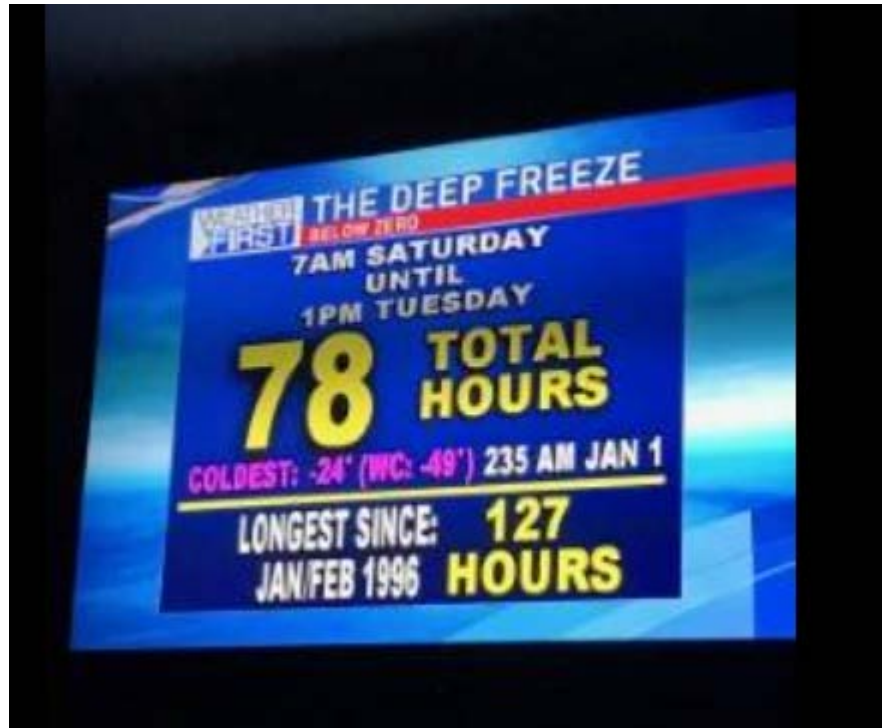 WEATHER
FIRST
THE DEEP FREEZE
BELOW ZERO
7AM SATURDAY
UNTIL
1PM TUESDAY
78 TOTAL
HOURS
COLDEST: -24° (WC: -49°) 235 AM JAN 1
LONGEST SINCE: 127
JAN/FEB 1996 HOURS